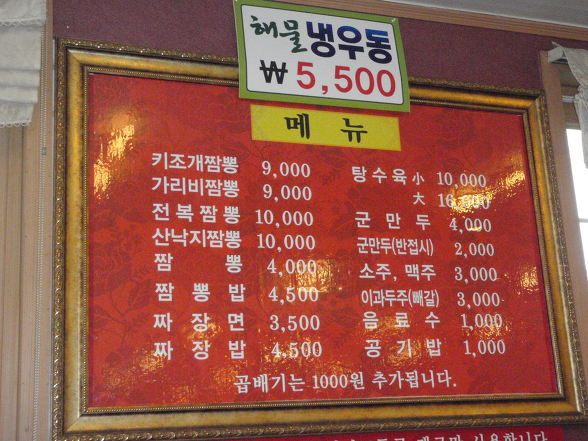 해물냉우동
₩5,500
메 뉴
키조개짬뽕 9,000
가리비짬뽕 9,000
전복짬뽕 10,000
산낙지짬뽕 10,000
짬 뽕 4,000
짬뽕밥 4,500
짜장면 3,500
짜장밥 4,500
탕수육 小 10,000
大
군만두 4,000
군만두(반접시) 2,000
소주, 맥주 3,000
이과두주(빼갈) 3,000
음료수 1,000
공기밥 1,000
곱배기는 1000원 추가됩니다.